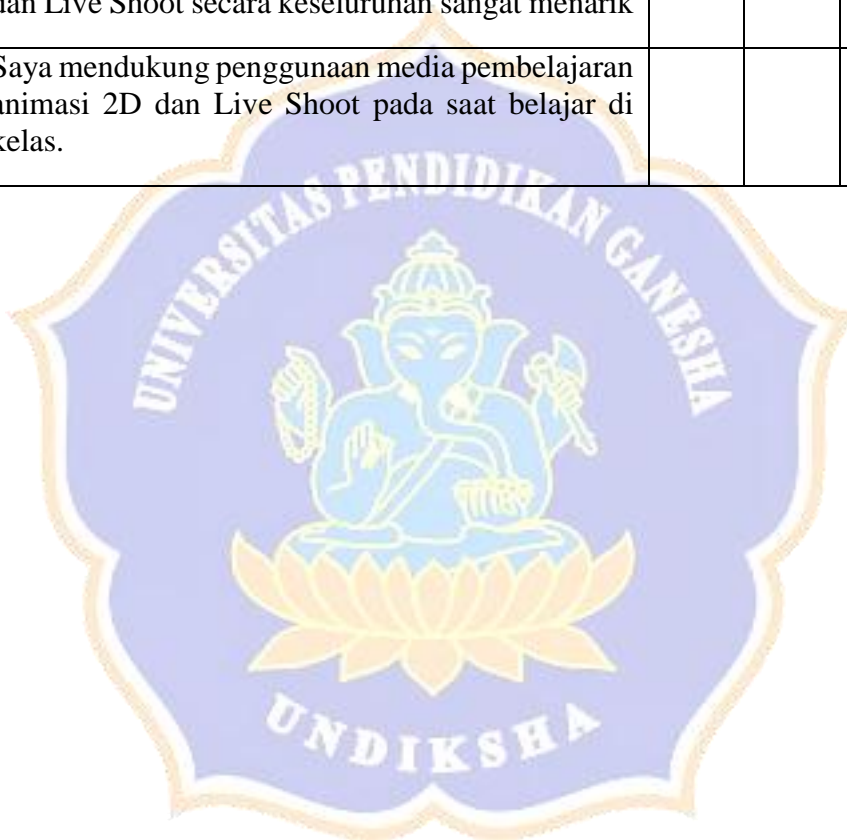 dan Live Shoot secara keseluruhan sangat menarik
Saya mendukung penggunaan media pembelajaran
animasi 2D dan Live Shoot pada saat belajar di
kelas.
UNIVERSITAS PENDIDIKAN GANESHA
UNDIKSHA